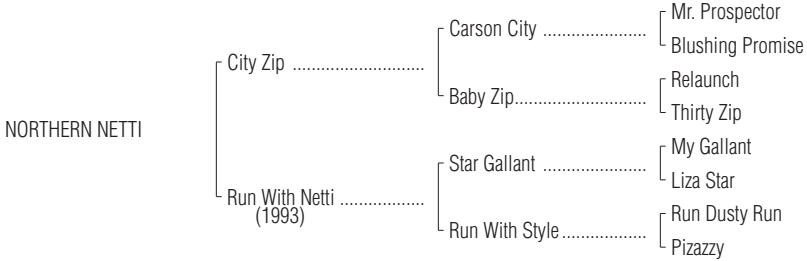 Mr. Prospector
Carson City ......................
Blushing Promise
City Zip ............................
Relaunch
Baby Zip............................
Thirty Zip
NORTHERN NETTI
My Gallant
Star Gallant ......................
Liza Star
Run With Netti ..................
(1993)
Run Dusty Run
Run With Style..................
Pizazzy